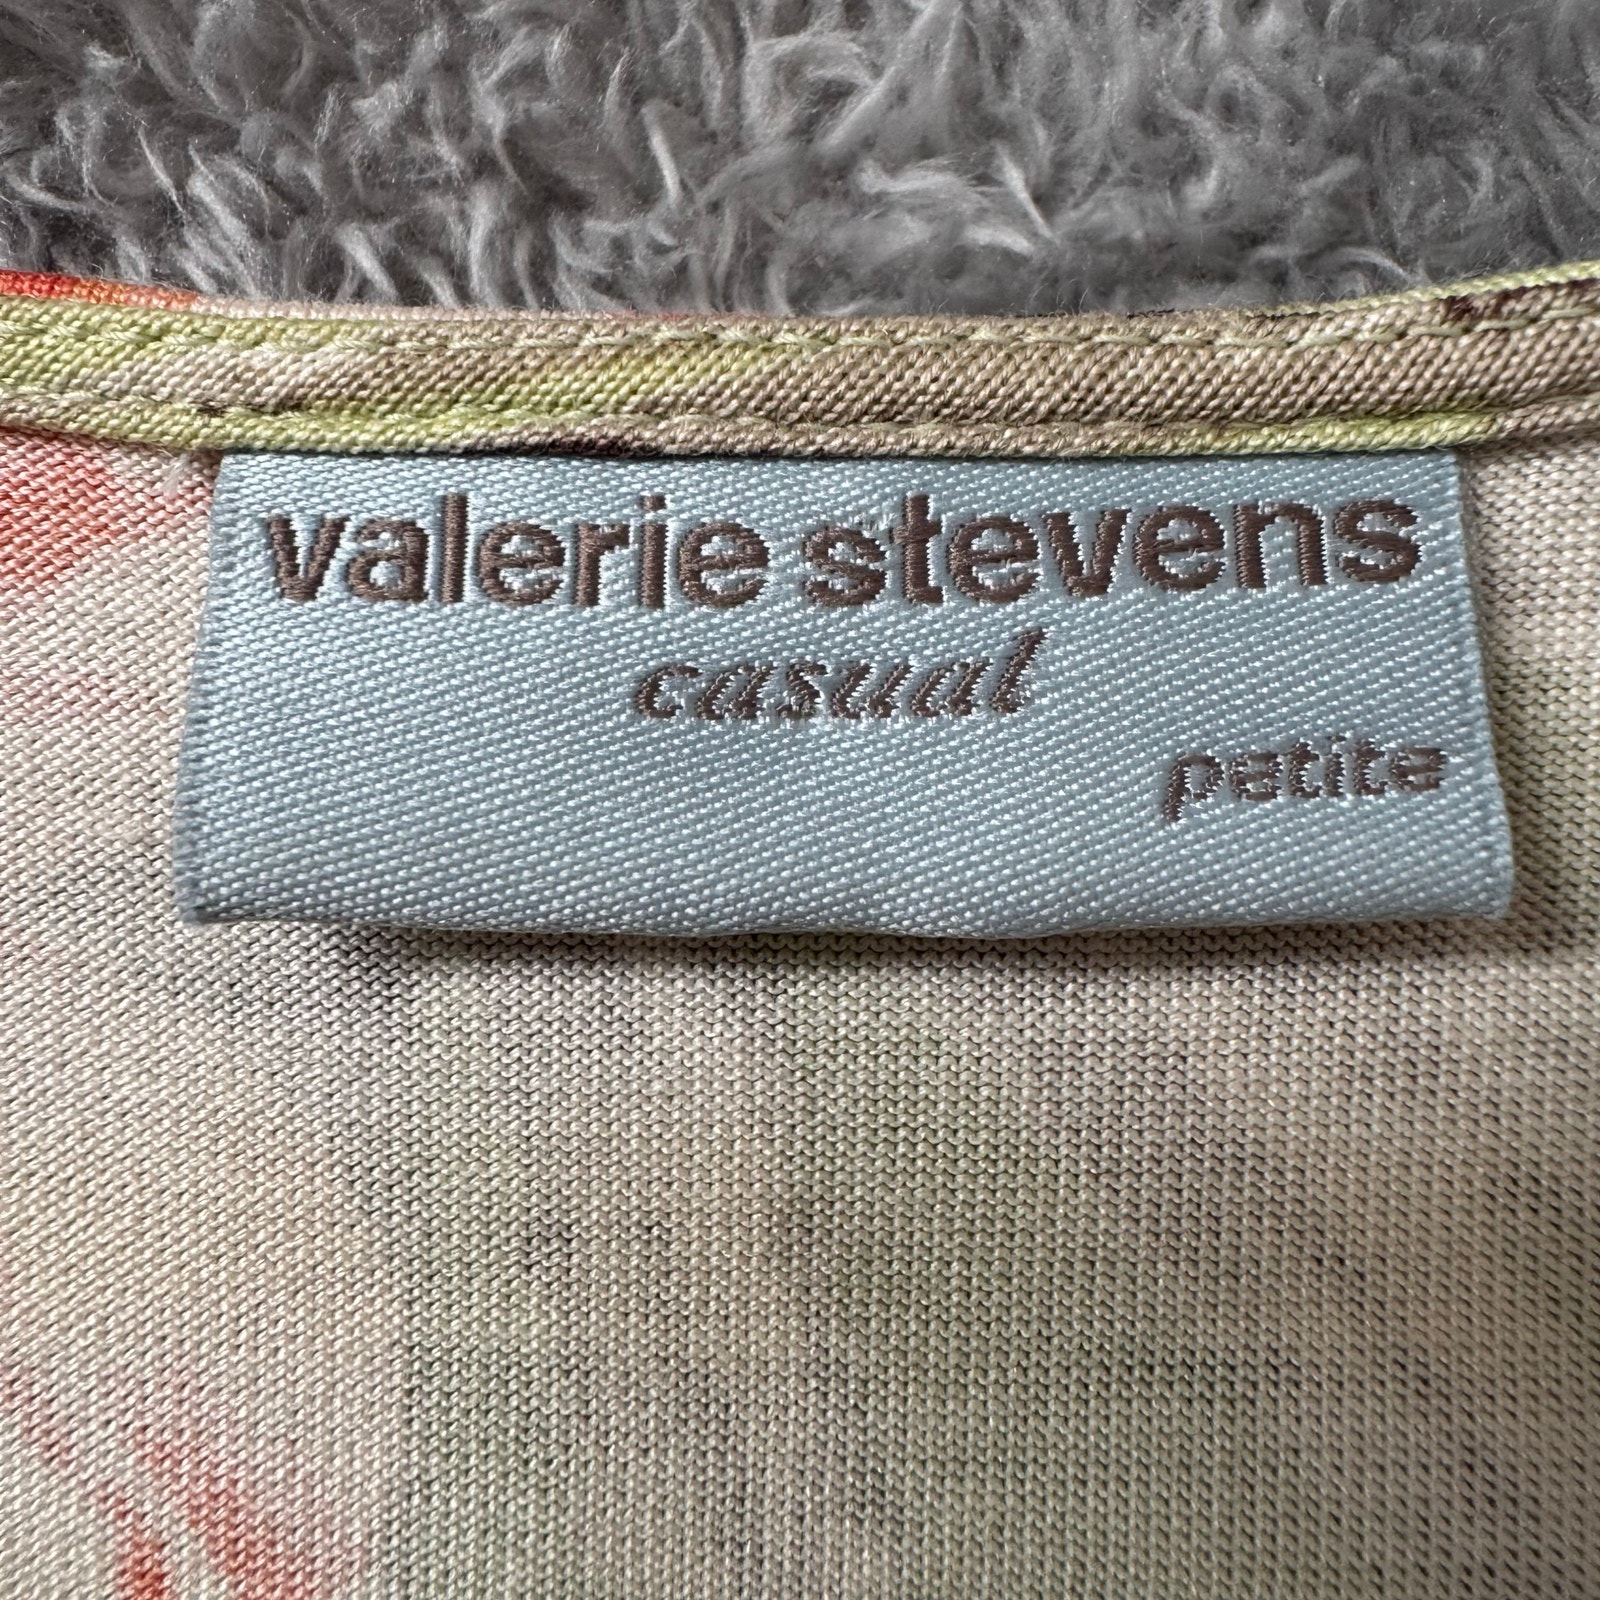 valerie stevens
casual
petite